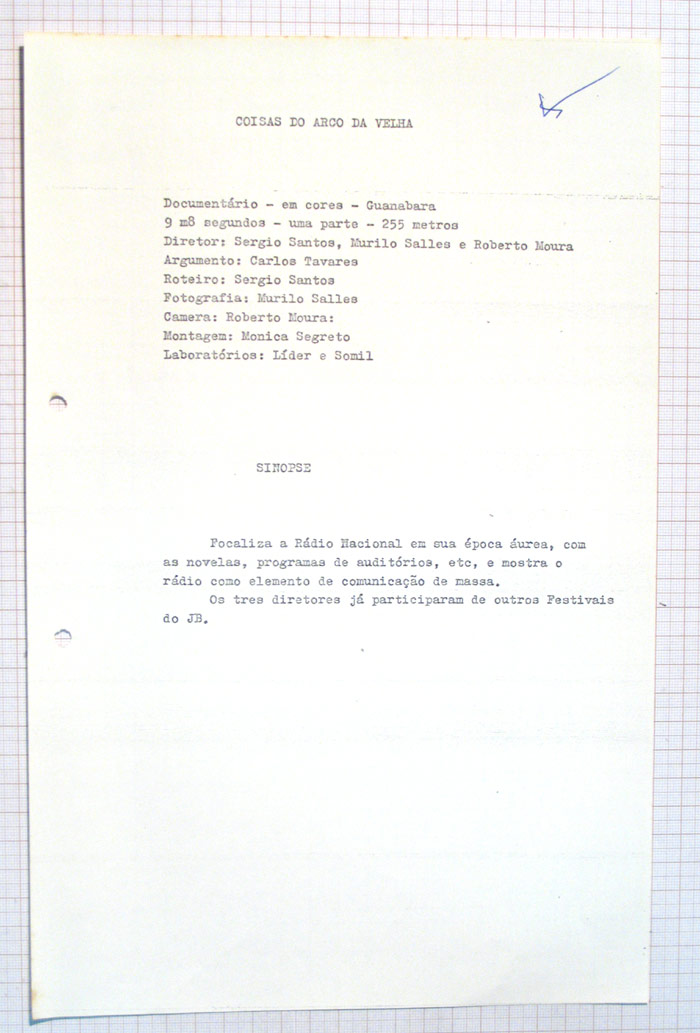 COISAS DO ARCO DA VELHA
Documentário - em cores - Guanabara
9 m8 segundos - uma parte - 255 metros
Diretor: Sergio Santos, Murilo Salles e Roberto Moura
Argumento: Carlos Tavares
Roteiro: Sergio Santos
Fotografia: Murilo Salles
Camera: Roberto Moura:
Montagem: Monica Segreto
Laboratórios: Líder e Somil
SINOPSE
Focaliza a Rádio Nacional em sua época áurea, com
as novelas, programas de auditórios, etc, e mostra o
rádio como elemento de comunicação de massa.
Os tres diretores já participaram de outros Festivais
do JB.